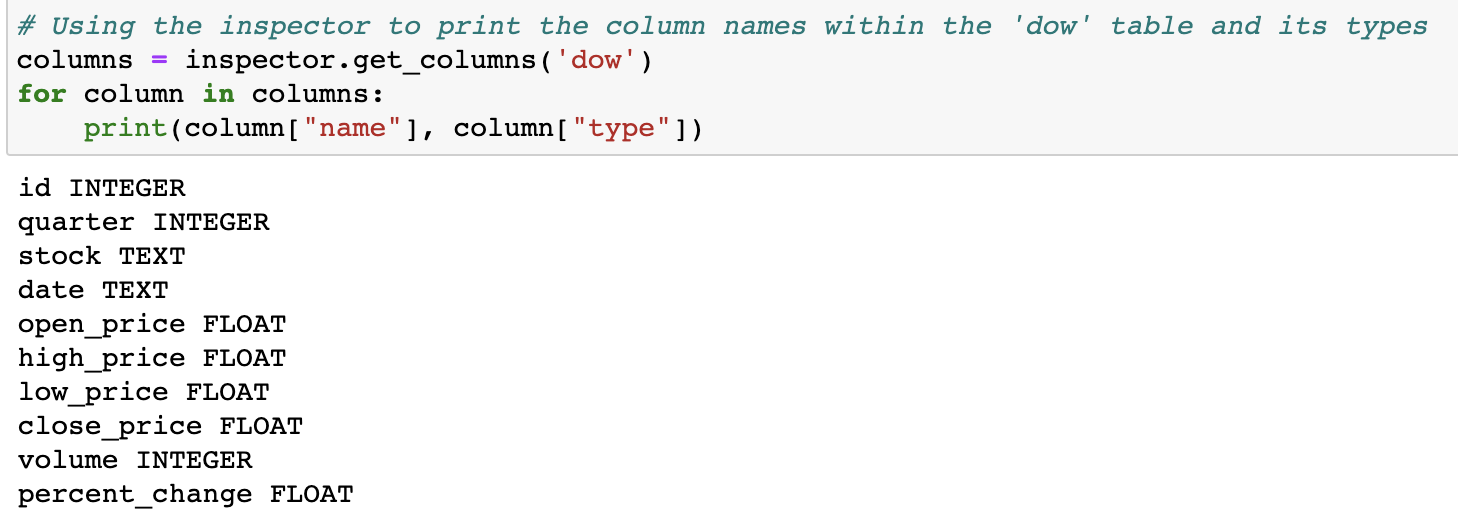 # Using the inspector to print the column names within the 'dow' table and its types
columns = inspector.get_columns('dow')
for column in columns:
    print(column["name"], column["type"])
id INTEGER
quarter INTEGER
stock TEXT
date TEXT
open_price FLOAT
high_price FLOAT
low_price FLOAT
close_price FLOAT
volume INTEGER
percent_change FLOAT